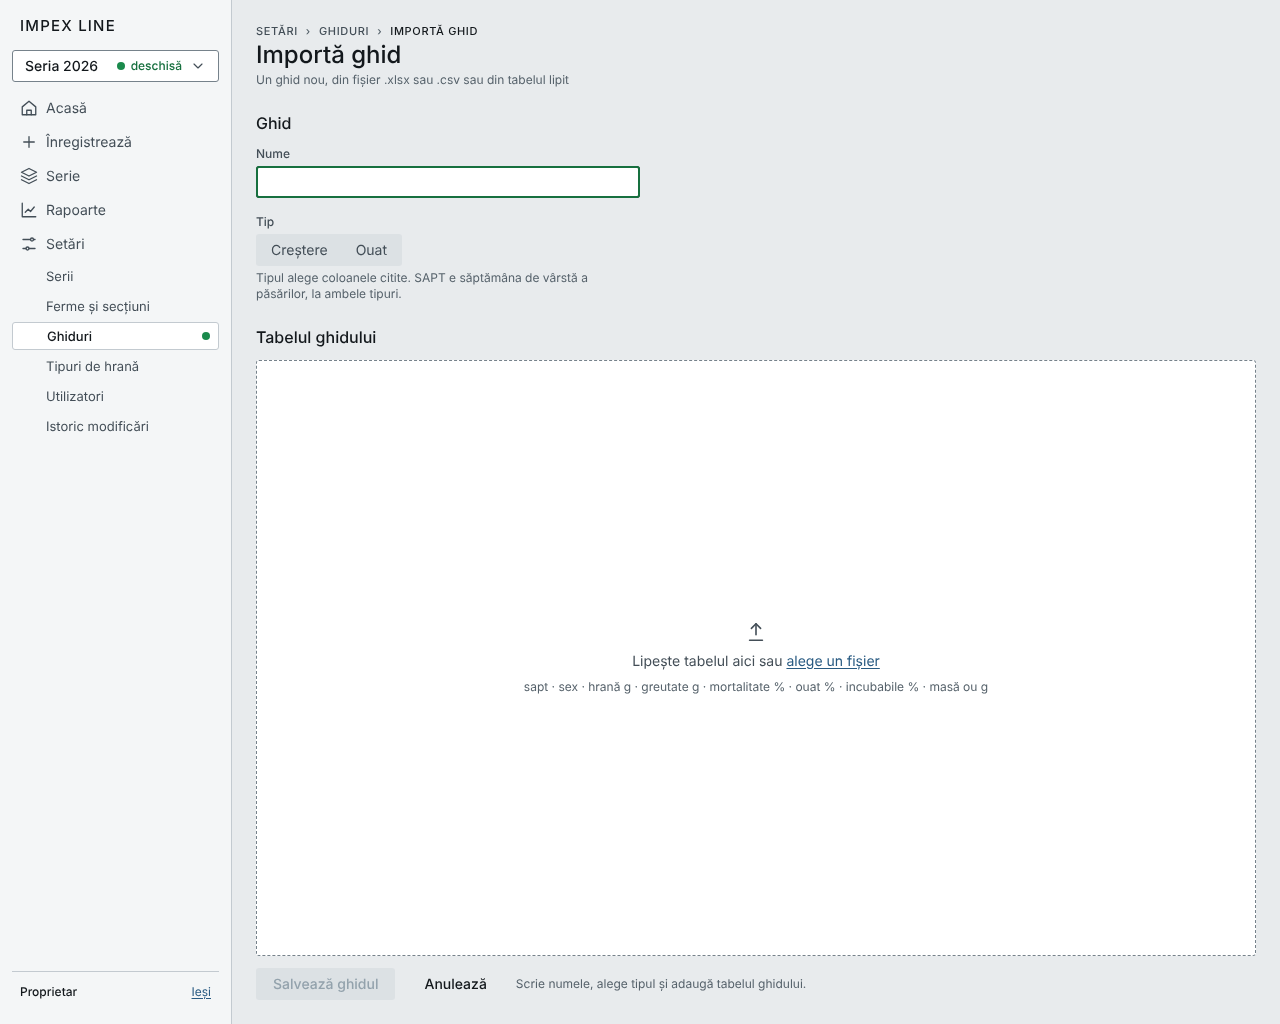 IMPEX LINE
Seria 2026 deschisă
Acasă
Înregistrează
Serie
Rapoarte
Setări
Serii
Ferme și secțiuni
Ghiduri
Tipuri de hrană
Utilizatori
Istoric modificări
Proprietar Ieși
SETĂRI › GHIDURI › IMPORTĂ GHID
Importă ghid
Un ghid nou, din fișier .xlsx sau .csv sau din tabelul lipit
Ghid
Nume
Tip
Creștere Ouat
Tipul alege coloanele citite. SAPT e săptămâna de vârstă a
păsărilor, la ambele tipuri.
Tabelul ghidului
Lipește tabelul aici sau alege un fișier
sapt · sex · hrană g · greutate g · mortalitate % · ouat % · incubabile % · masă ou g
Salvează ghidul Anulează Scrie numele, alege tipul și adaugă tabelul ghidului.